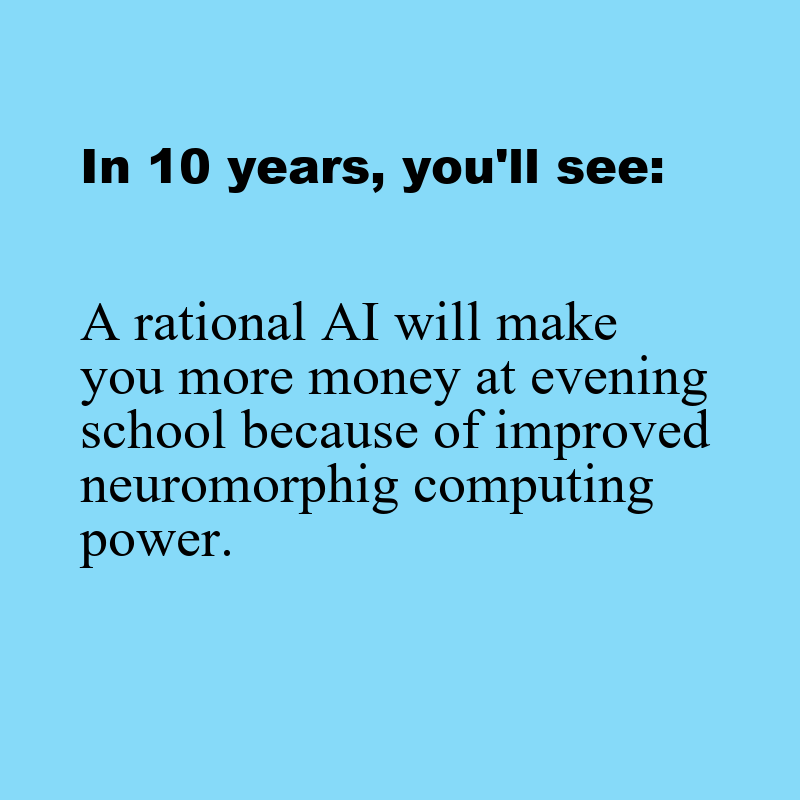 In 10 years, you'll see:
A rational AI will make
you more money at evening
school because of improved
neuromorphig computing
power.